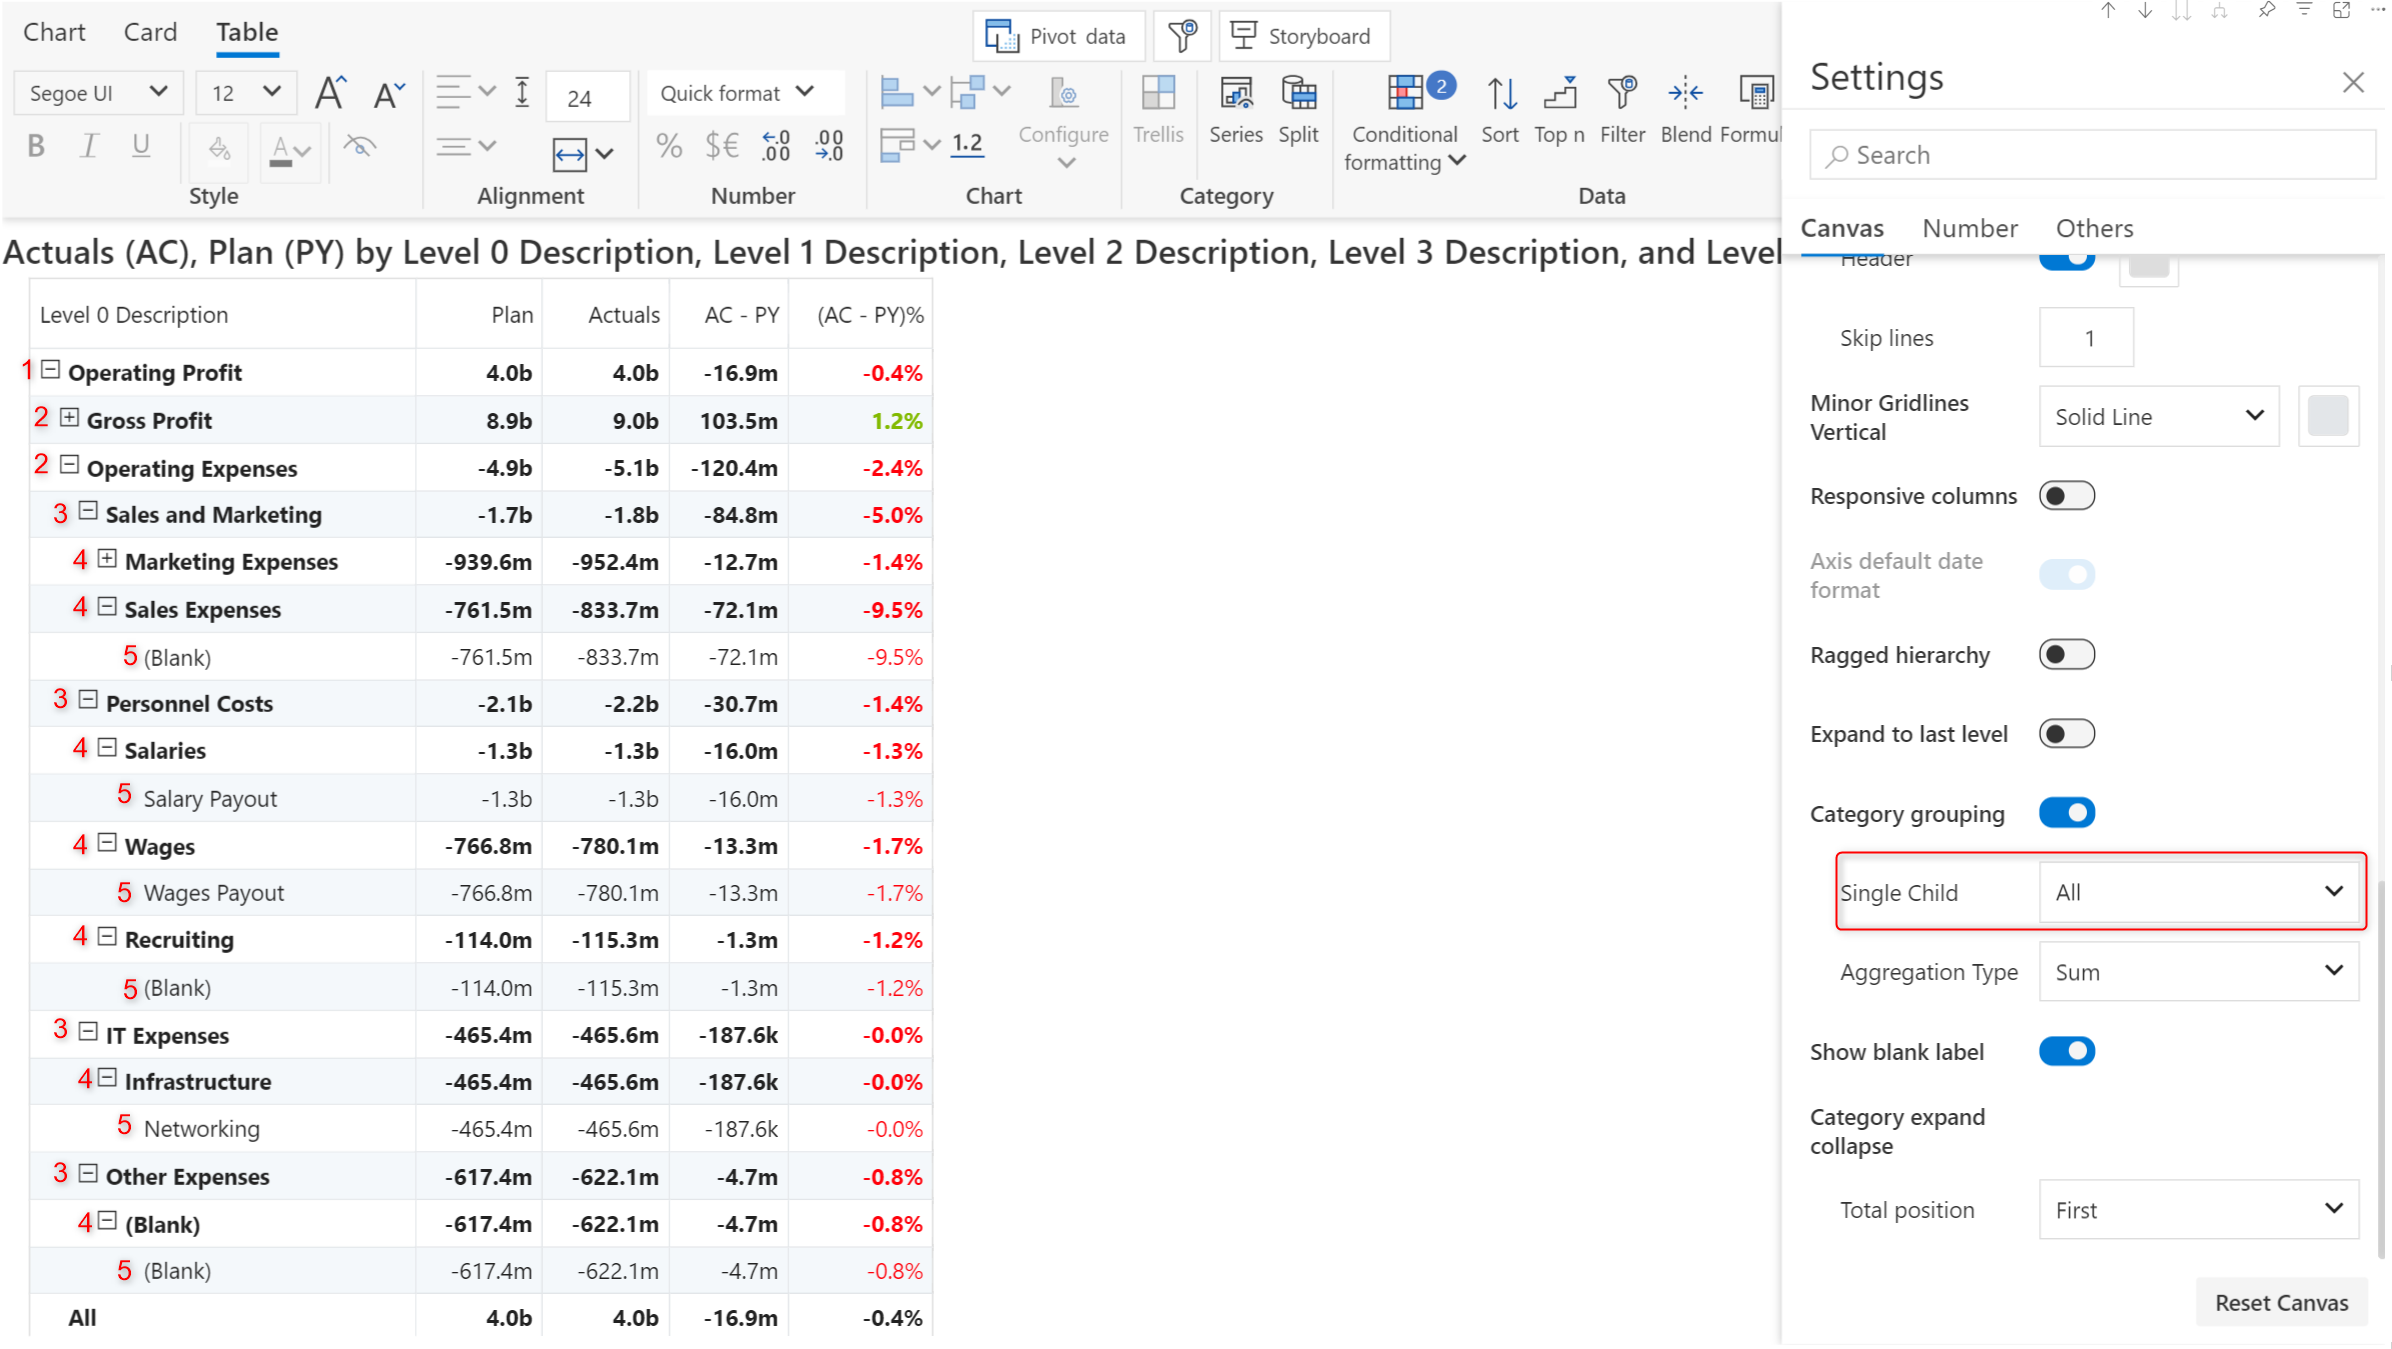 Chart Card Table
Pivot data Storyboard
Segoe UI 12 24 Quick format 2
B I U A % $€ .0 .00 .00 .0 1.2 Configure Trellis Series Split Conditional formatting Sort Top n Filter Blend Formul
Style Alignment Number Chart Category Data
Actuals (AC), Plan (PY) by Level 0 Description, Level 1 Description, Level 2 Description, Level 3 Description, and Level
Level 0 Description Plan Actuals AC - PY (AC - PY)%
1 Operating Profit 4.0b 4.0b -16.9m -0.4%
2 Gross Profit 8.9b 9.0b 103.5m 1.2%
2 Operating Expenses -4.9b -5.1b -120.4m -2.4%
3 Sales and Marketing -1.7b -1.8b -84.8m -5.0%
4 Marketing Expenses -939.6m -952.4m -12.7m -1.4%
4 Sales Expenses -761.5m -833.7m -72.1m -9.5%
5 (Blank) -761.5m -833.7m -72.1m -9.5%
3 Personnel Costs -2.1b -2.2b -30.7m -1.4%
4 Salaries -1.3b -1.3b -16.0m -1.3%
5 Salary Payout -1.3b -1.3b -16.0m -1.3%
4 Wages -766.8m -780.1m -13.3m -1.7%
5 Wages Payout -766.8m -780.1m -13.3m -1.7%
4 Recruiting -114.0m -115.3m -1.3m -1.2%
5 (Blank) -114.0m -115.3m -1.3m -1.2%
3 IT Expenses -465.4m -465.6m -187.6k -0.0%
4 Infrastructure -465.4m -465.6m -187.6k -0.0%
5 Networking -465.4m -465.6m -187.6k -0.0%
3 Other Expenses -617.4m -622.1m -4.7m -0.8%
4 (Blank) -617.4m -622.1m -4.7m -0.8%
5 (Blank) -617.4m -622.1m -4.7m -0.8%
All 4.0b 4.0b -16.9m -0.4%
Settings
Search
Canvas Number Others
Header
Skip lines 1
Minor Gridlines
Vertical Solid Line
Responsive columns
Axis default date
format
Ragged hierarchy
Expand to last level
Category grouping
Single Child All
Aggregation Type Sum
Show blank label
Category expand
collapse
Total position First
Reset Canvas